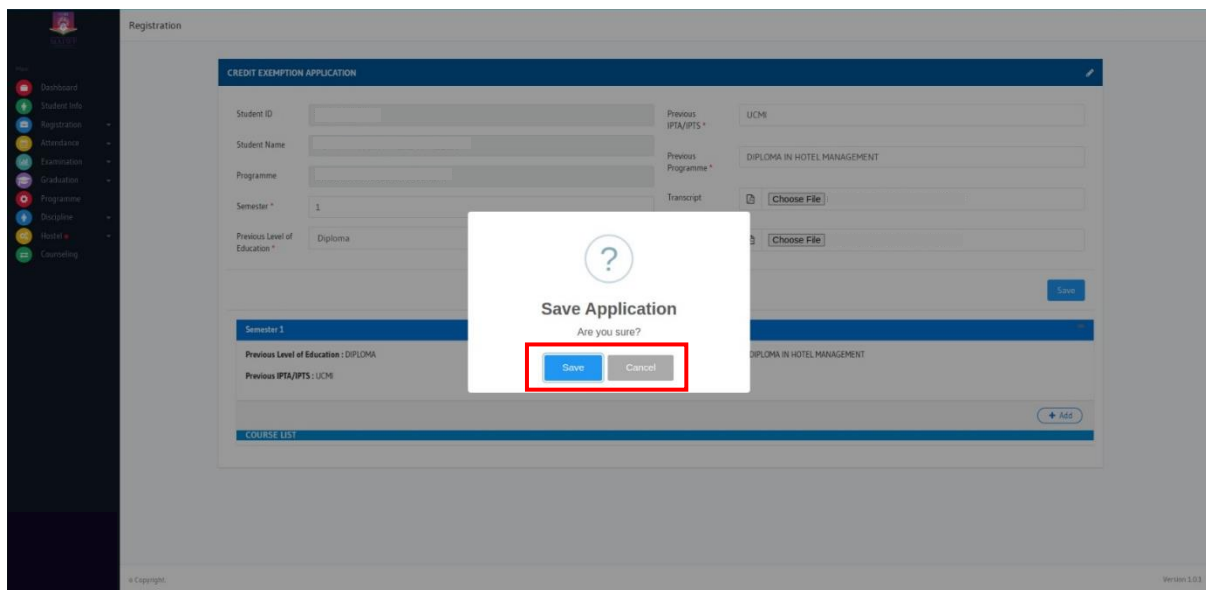 Registration
Menu
Dashboard
Student Info
Registration
Attendance
Examination
Graduation
Programme
Discipline
Hostel
Counseling
CREDIT EXEMPTION APPLICATION
Student ID
Student Name
Programme
Semester * 1
Previous Level of Education * Diploma
Previous IPTA/IPTS * UCMI
Previous Programme * DIPLOMA IN HOTEL MANAGEMENT
Transcript Choose File
Choose File
Save
?
Save Application
Are you sure?
Save Cancel
Semester 1
Previous Level of Education : DIPLOMA
DIPLOMA IN HOTEL MANAGEMENT
Previous IPTA/IPTS : UCMI
+ Add
COURSE LIST
© Copyright
Version 1.0.1